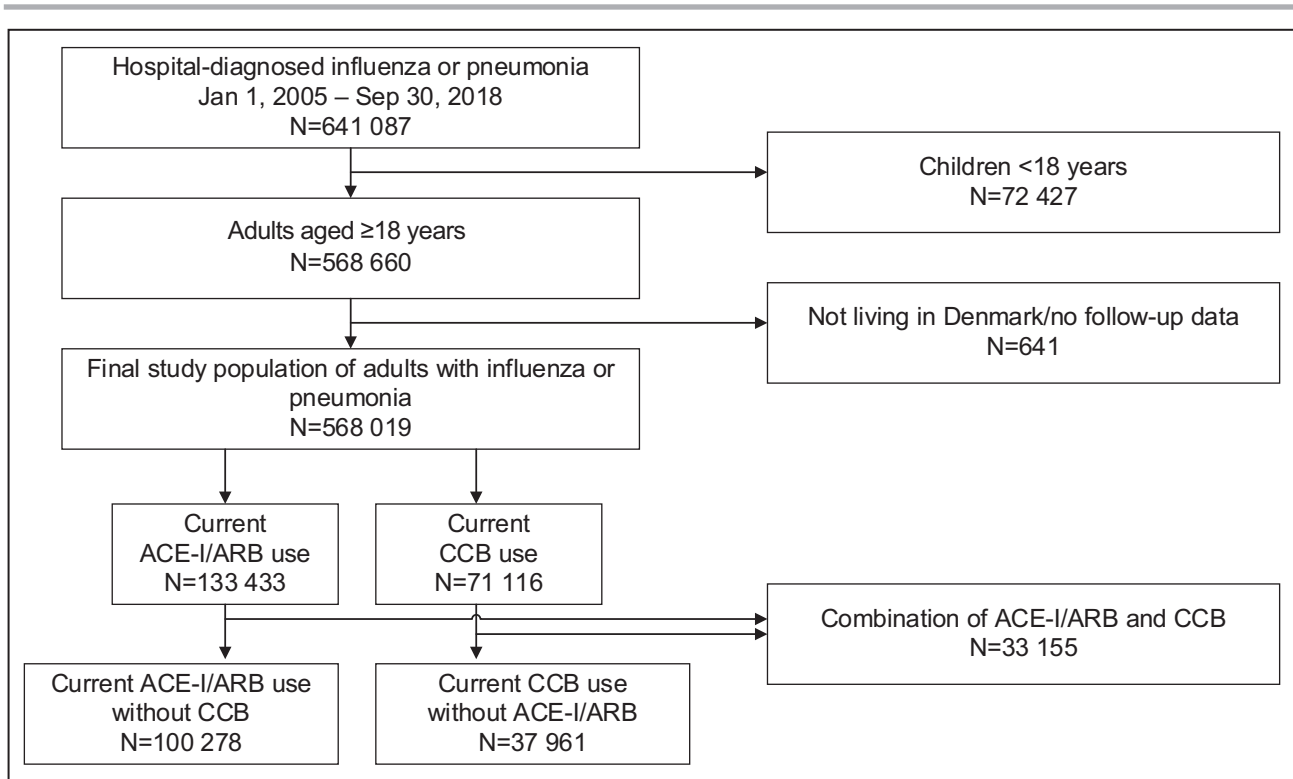 Hospital-diagnosed influenza or pneumonia
Jan 1, 2005 – Sep 30, 2018
N=641 087
Children <18 years
N=72 427
Adults aged ≥18 years
N=568 660
Not living in Denmark/no follow-up data
N=641
Final study population of adults with influenza or
pneumonia
N=568 019
Current
ACE-I/ARB use
N=133 433
Current
CCB use
N=71 116
Combination of ACE-I/ARB and CCB
N=33 155
Current ACE-I/ARB use
without CCB
N=100 278
Current CCB use
without ACE-I/ARB
N=37 961